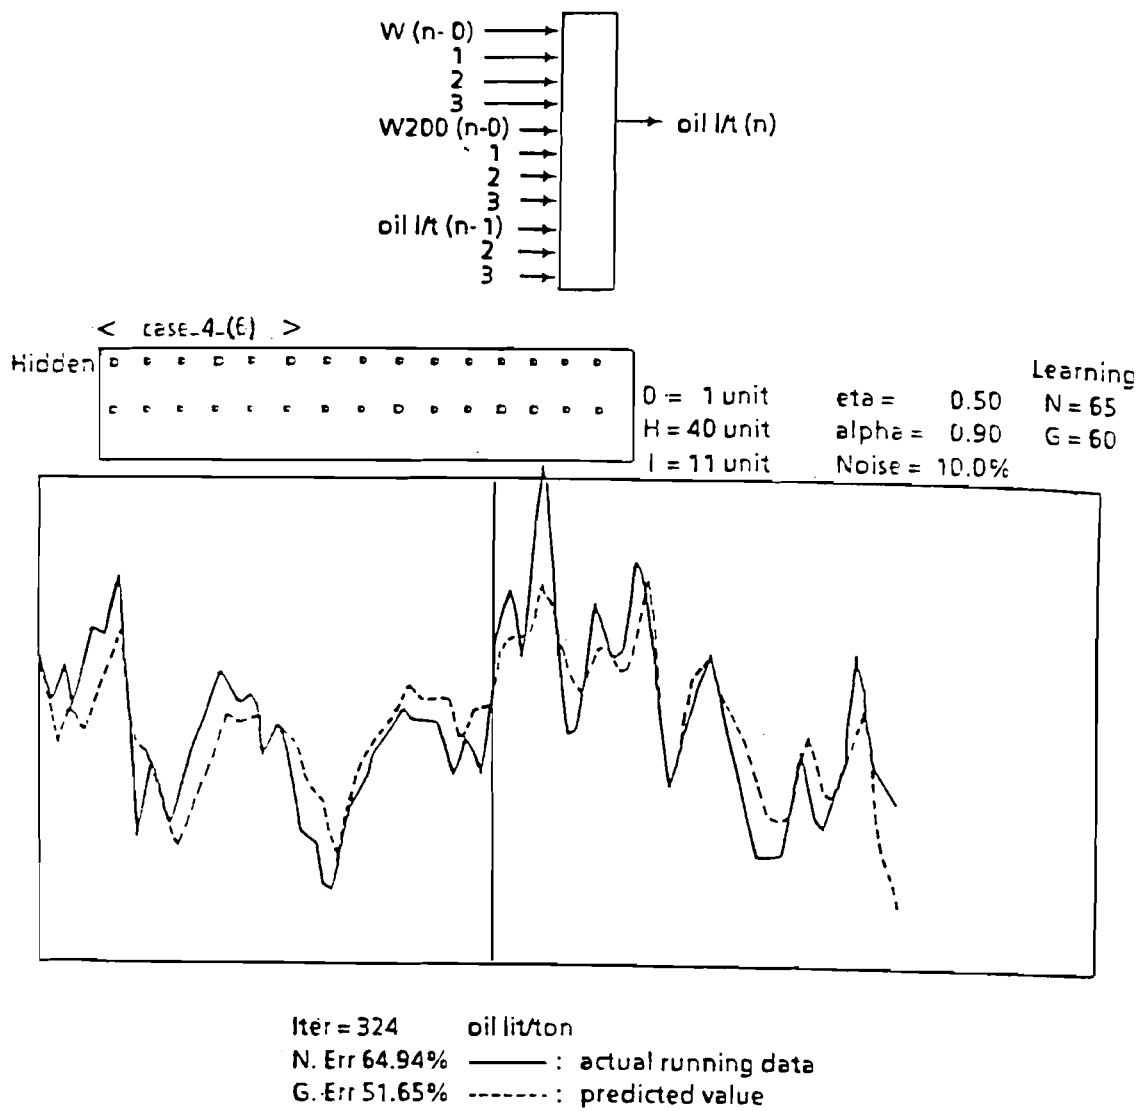 W (n- 0)
1
2
3
W200 (n-0)
1
2
3
oil l/t (n- 1)
2
3
oil l/t (n)
< case_4_(6) >
Hidden
O = 1 unit
H = 40 unit
I = 11 unit
eta = 0.50
alpha = 0.90
Noise = 10.0%
Learning
N = 65
G = 60
Iter = 324 oil lit/ton
N. Err 64.94% : actual running data
G. Err 51.65% : predicted value